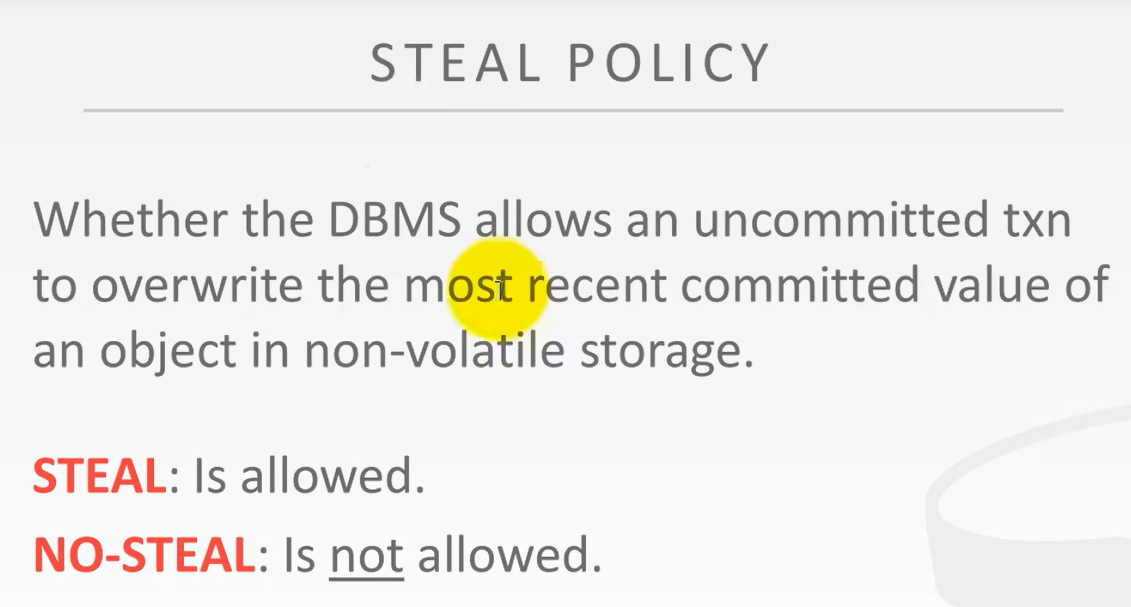 STEAL POLICY
Whether the DBMS allows an uncommitted txn
to overwrite the most recent committed value of
an object in non-volatile storage.
STEAL: Is allowed.
NO-STEAL: Is not allowed.